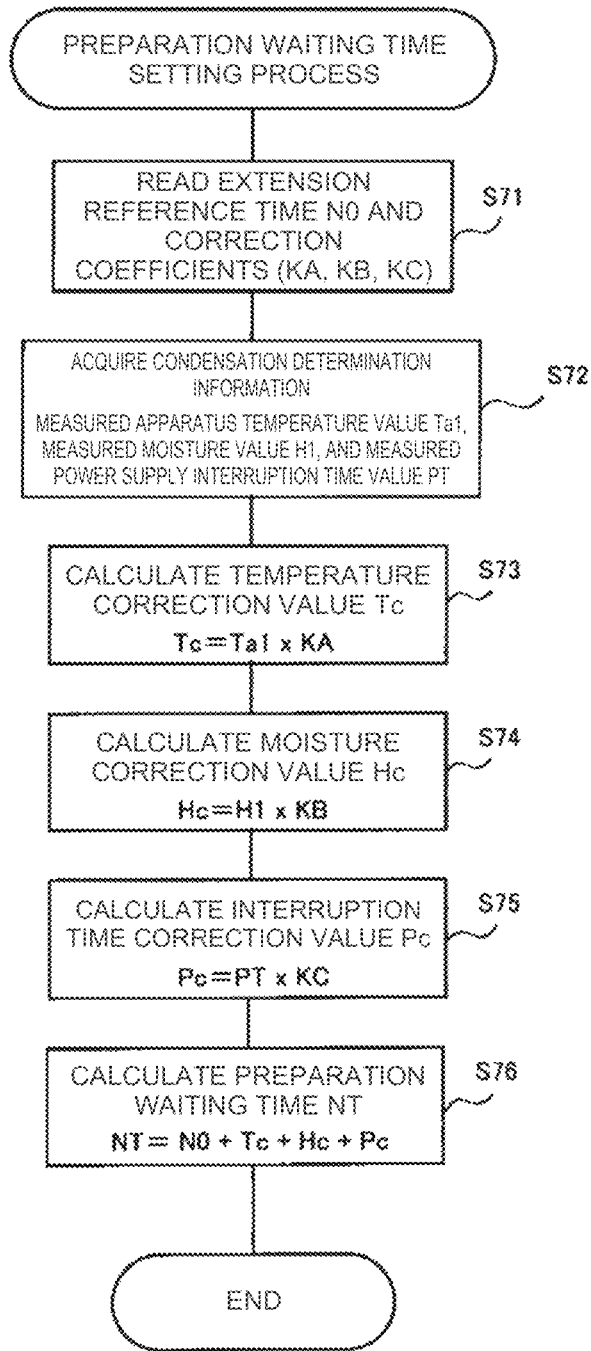 PREPARATION WAITING TIME
SETTING PROCESS
READ EXTENSION
REFERENCE TIME N0 AND
CORRECTION
COEFFICIENTS (KA, KB, KC)
S71
ACQUIRE CONDENSATION DETERMINATION
INFORMATION
MEASURED APPARATUS TEMPERATURE VALUE Ta1,
MEASURED MOISTURE VALUE H1, AND MEASURED
POWER SUPPLY INTERRUPTION TIME VALUE PT
S72
CALCULATE TEMPERATURE
CORRECTION VALUE Tc
Tc=Ta1 x KA
S73
CALCULATE MOISTURE
CORRECTION VALUE Hc
Hc=H1 x KB
S74
CALCULATE INTERRUPTION
TIME CORRECTION VALUE Pc
Pc=PT x KC
S75
CALCULATE PREPARATION
WAITING TIME NT
NT= N0 + Tc + Hc + Pc
S76
END